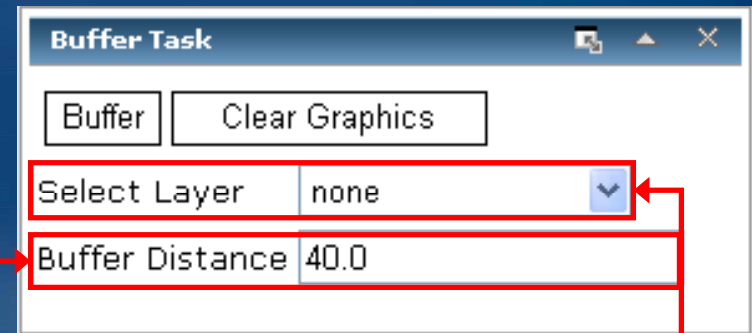 Buffer Task
Buffer Clear Graphics
Select Layer none
Buffer Distance 40.0